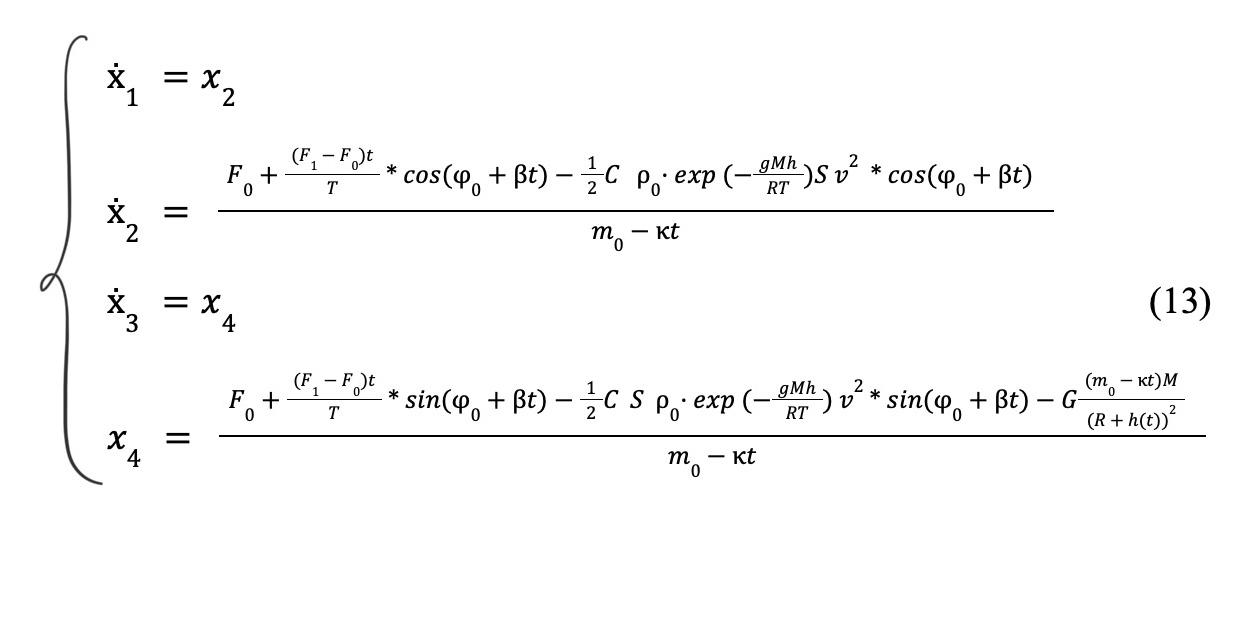 ẋ₁ = x₂
ẋ₂ = (F₀ + ((F₁ − F₀)t)/T * cos(φ₀ + βt) − 1/2 C ρ₀· exp (−gMh/RT)S v² * cos(φ₀ + βt))/(m₀ − κt)
ẋ₃ = x₄
(13)
x₄ = (F₀ + ((F₁ − F₀)t)/T * sin(φ₀ + βt) − 1/2 C S ρ₀· exp (−gMh/RT) v² * sin(φ₀ + βt) − G((m₀ − κt)M)/((R + h(t))²))/(m₀ − κt)